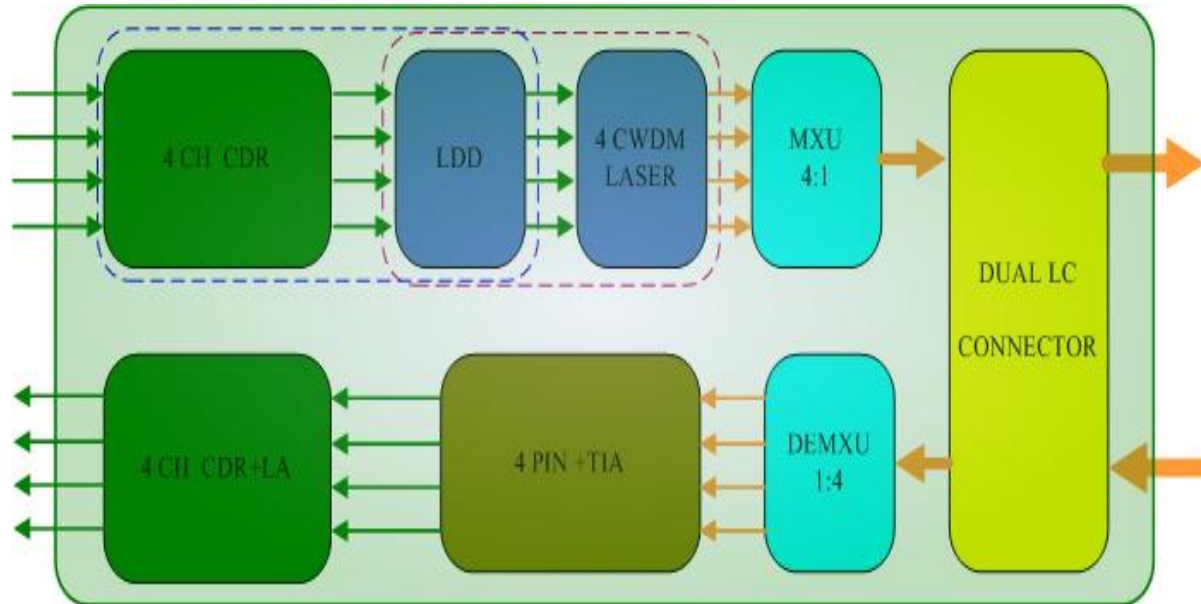 4 CH CDR
LDD
4 CWDM
LASER
MXU
4:1
DUAL LC
CONNECTOR
4 CH CDR+LA
4 PIN +TIA
DEMXU
1:4